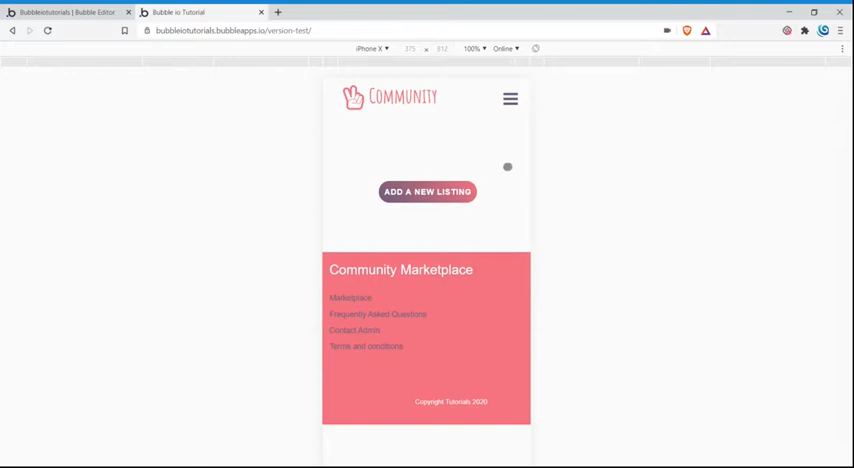 Bubbleiotutorials | Bubble Editor
Bubble io Tutorial
bubbleiotutorials.bubbleapps.io/version-test/
iPhone X ▼ 375 × 812 100% ▼ Online ▼
Community
ADD A NEW LISTING
Community Marketplace
Marketplace
Frequently Asked Questions
Contact Admin
Terms and conditions
Copyright Tutorials 2020